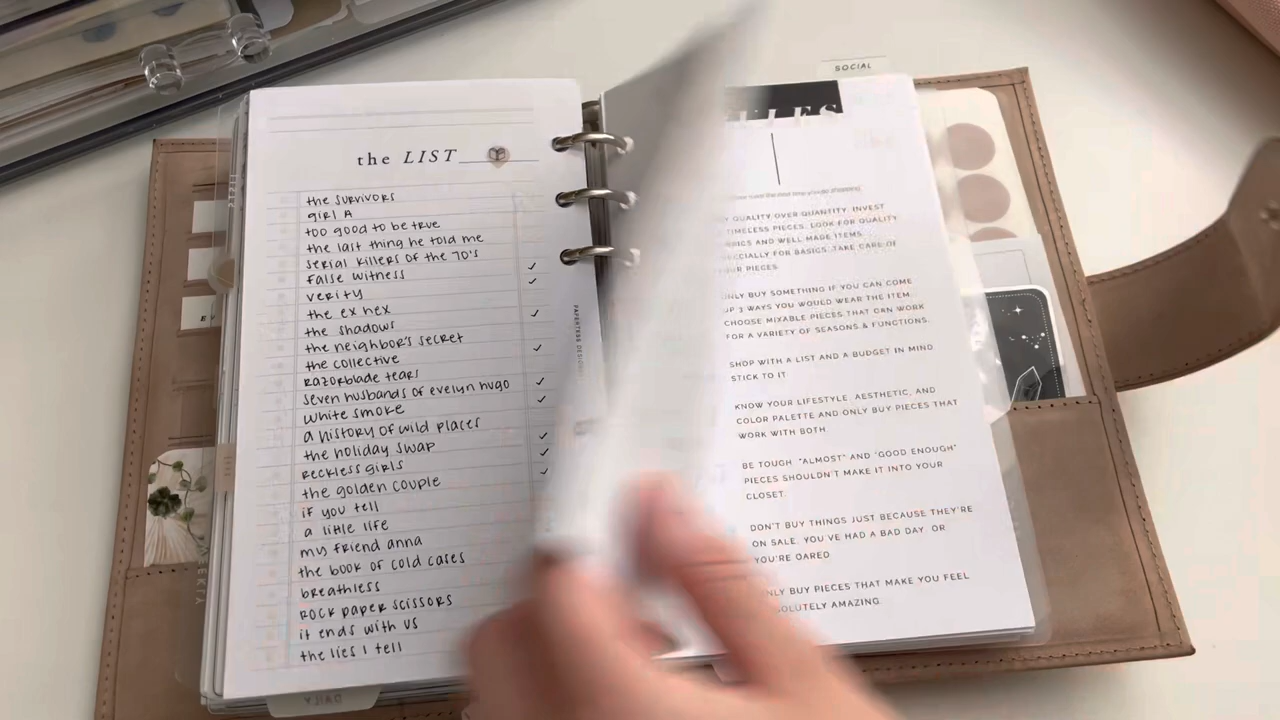 SOCIAL
the LIST
the survivors
girl A
too good to be true
the last thing he told me
serial killers of the 70's
false witness
verity
the ex hex
the shadows
the neighbor's secret
the collective
razorblade tears
seven husbands of evelyn hugo
white smoke
a history of wild places
the holiday swap
reckless girls
the golden couple
if you tell
a little life
my friend anna
the book of cold cases
breathless
rock paper scissors
it ends with us
the lies i tell
DAILY
QUALITY OVER QUANTITY. INVEST
TIMELESS PIECES. LOOK FOR QUALITY
AND WELL MADE ITEMS.
FOR BASICS. TAKE CARE OF
PIECES.
ONLY BUY SOMETHING IF YOU CAN COME
UP 3 WAYS YOU WOULD WEAR THE ITEM.
CHOOSE MIXABLE PIECES THAT CAN WORK
FOR A VARIETY OF SEASONS & FUNCTIONS.
SHOP WITH A LIST AND A BUDGET IN MIND
STICK TO IT.
KNOW YOUR LIFESTYLE, AESTHETIC, AND
COLOR PALETTE AND ONLY BUY PIECES THAT
WORK WITH BOTH.
BE TOUGH. "ALMOST" AND "GOOD ENOUGH"
PIECES SHOULDN'T MAKE IT INTO YOUR
CLOSET.
DON'T BUY THINGS JUST BECAUSE THEY'RE
ON SALE, YOU'VE HAD A BAD DAY, OR
YOU'RE OARED
ONLY BUY PIECES THAT MAKE YOU FEEL
AMAZING.